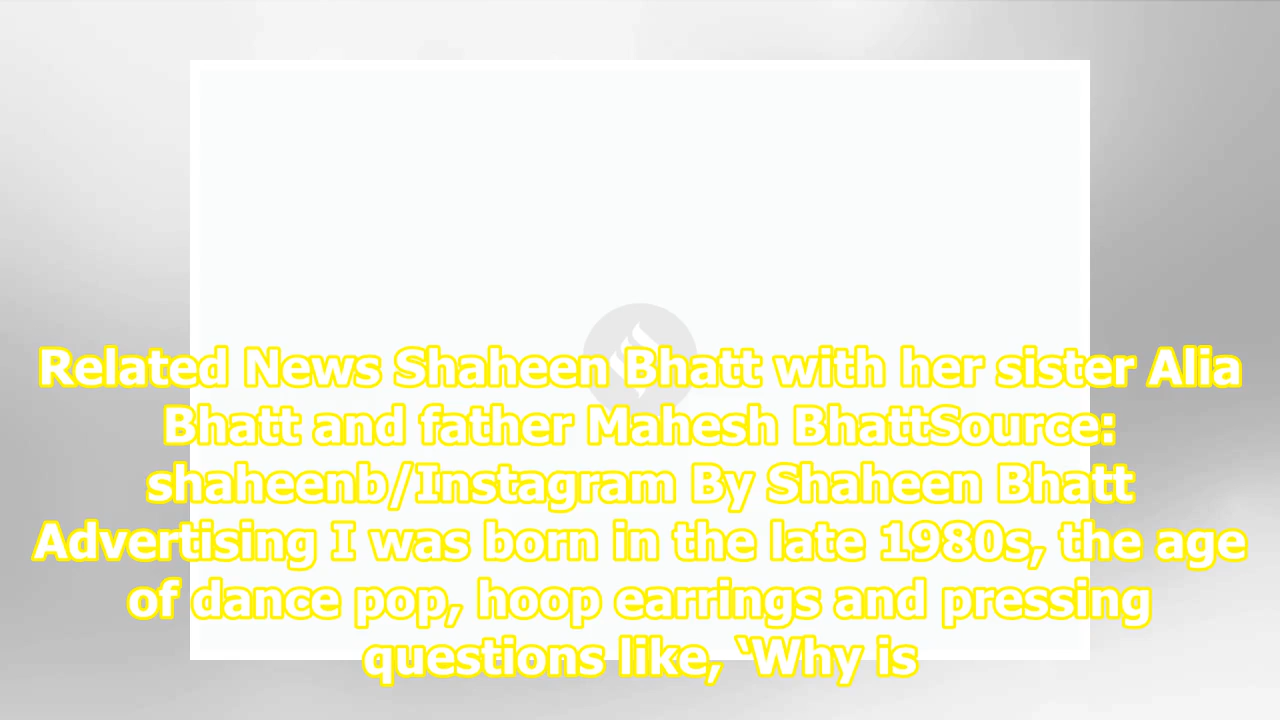 Related News Shaheen Bhatt with her sister Alia
Bhatt and father Mahesh BhattSource:
shaheenb/Instagram By Shaheen Bhatt
Advertising I was born in the late 1980s, the age
of dance pop, hoop earrings and pressing
questions like, ‘Why is